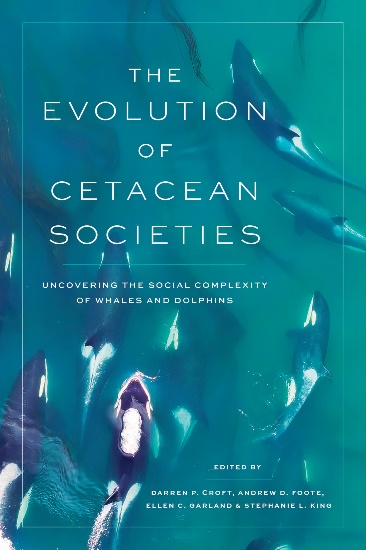 THE
EVOLUTION
OF
CETACEAN
SOCIETIES
UNCOVERING THE SOCIAL COMPLEXITY
OF WHALES AND DOLPHINS
EDITED BY
DARREN P. CROFT, ANDREW D. FOOTE,
ELLEN C. GARLAND & STEPHANIE L. KING